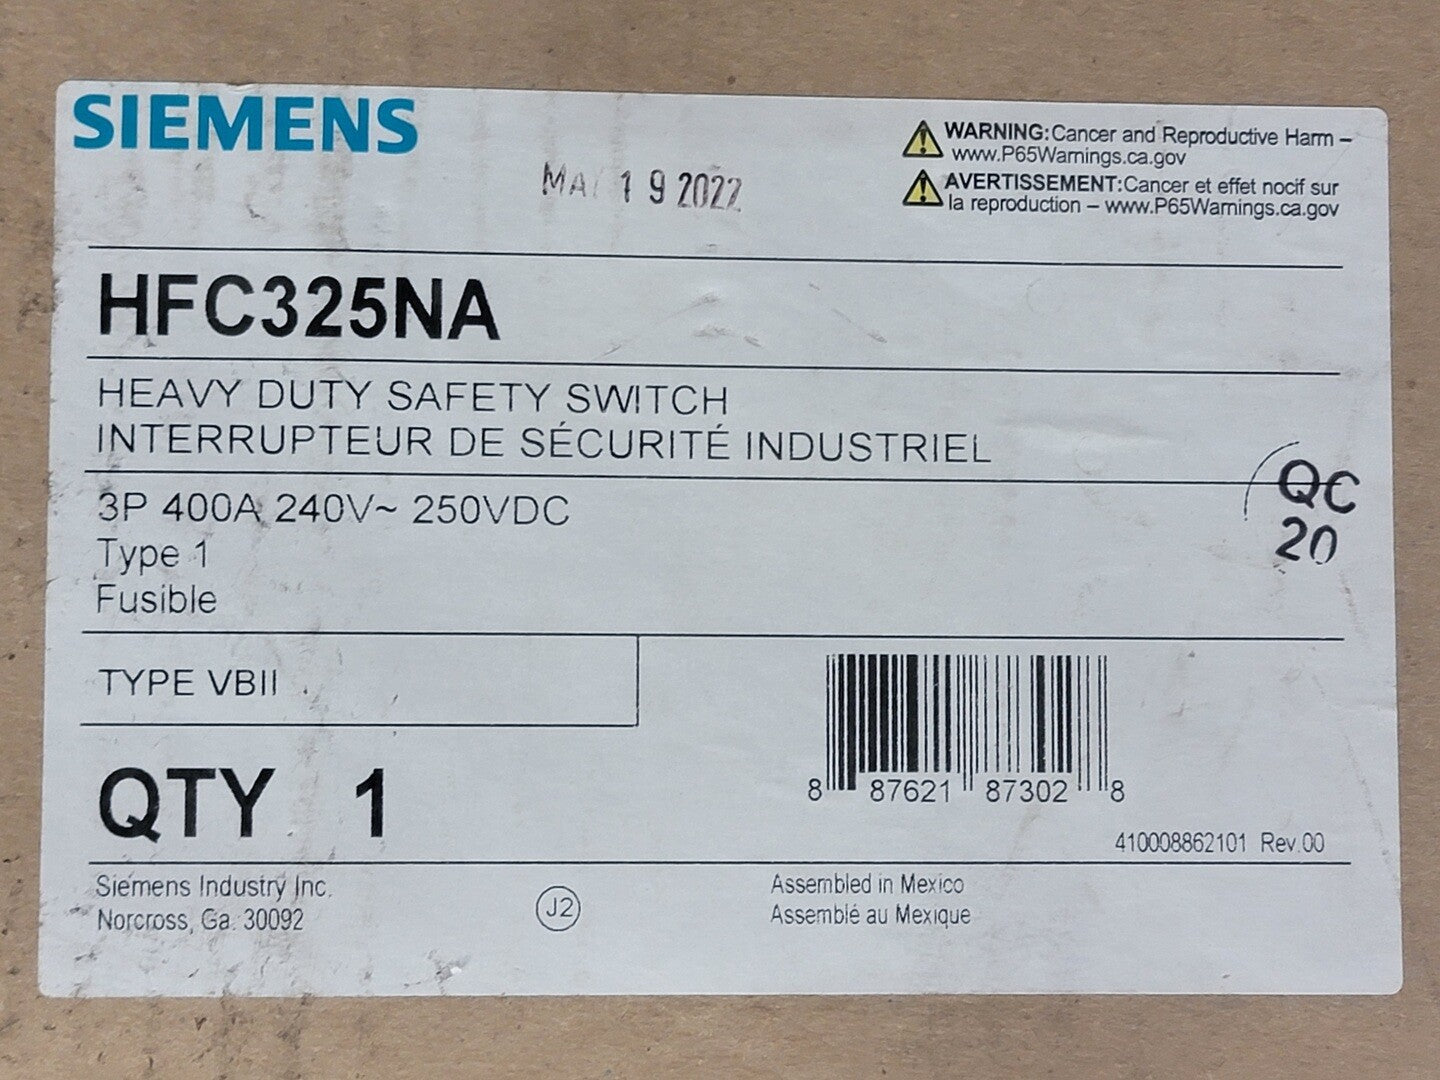 SIEMENS
19 2022
WARNING: Cancer and Reproductive Harm –
www.P65Warnings.ca.gov
AVERTISSEMENT: Cancer et effet nocif sur
la reproduction – www.P65Warnings.ca.gov
HFC325NA
HEAVY DUTY SAFETY SWITCH
INTERRUPTEUR DE SÉCURITÉ INDUSTRIEL
3P 400A 240V~ 250VDC
Type 1
Fusible
QC
20
TYPE VBII
QTY 1
8 87621 87302 8
410008862101 Rev.00
Siemens Industry Inc.
Norcross, Ga. 30092
J2
Assembled in Mexico
Assemblé au Mexique